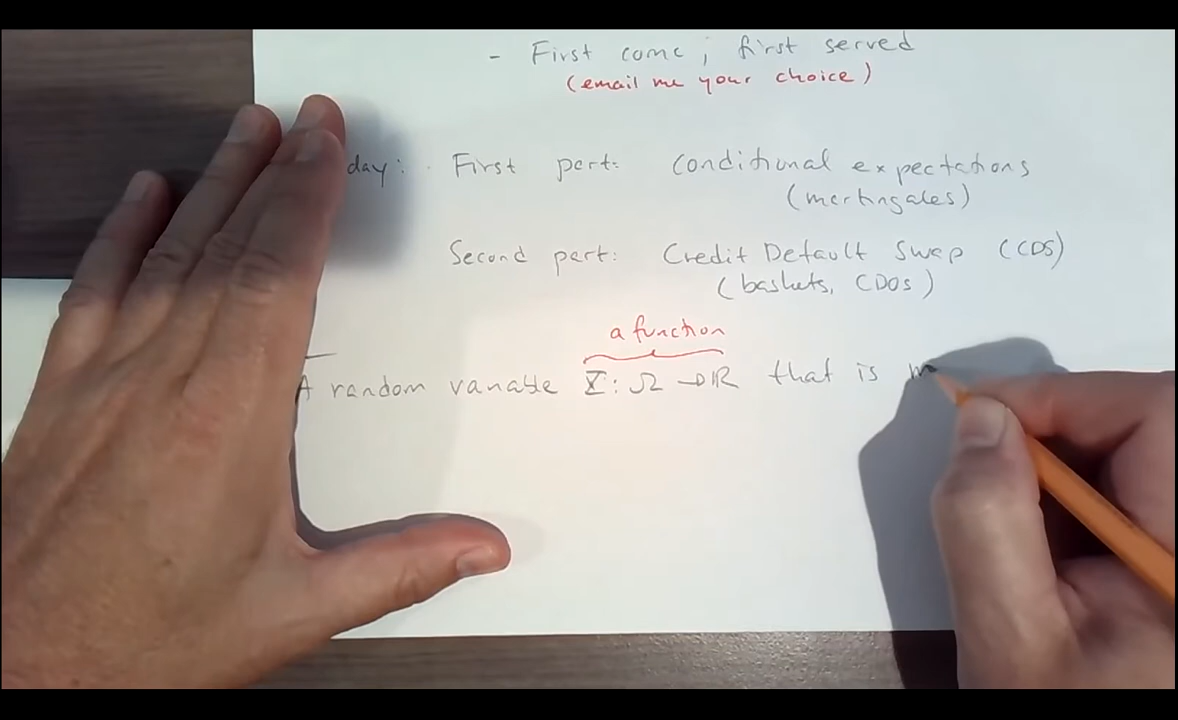 - First come, first served
(email me your choice)
day: First part: Conditional expectations
(martingales)
Second part: Credit Default Swap (CDS)
(baskets, CDOs)
a function
A random variable X: Ω → ℝ that is m